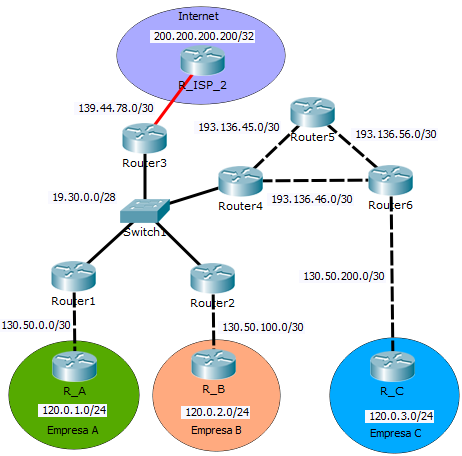 Internet
200.200.200.200/32
R_ISP_2
139.44.78.0/30
193.136.45.0/30
Router5
193.136.56.0/30
Router3
19.30.0.0/28
Router4
193.136.46.0/30
Router6
Switch1
Router1
Router2
130.50.200.0/30
130.50.0.0/30
130.50.100.0/30
R_A
120.0.1.0/24
Empresa A
R_B
120.0.2.0/24
Empresa B
R_C
120.0.3.0/24
Empresa C